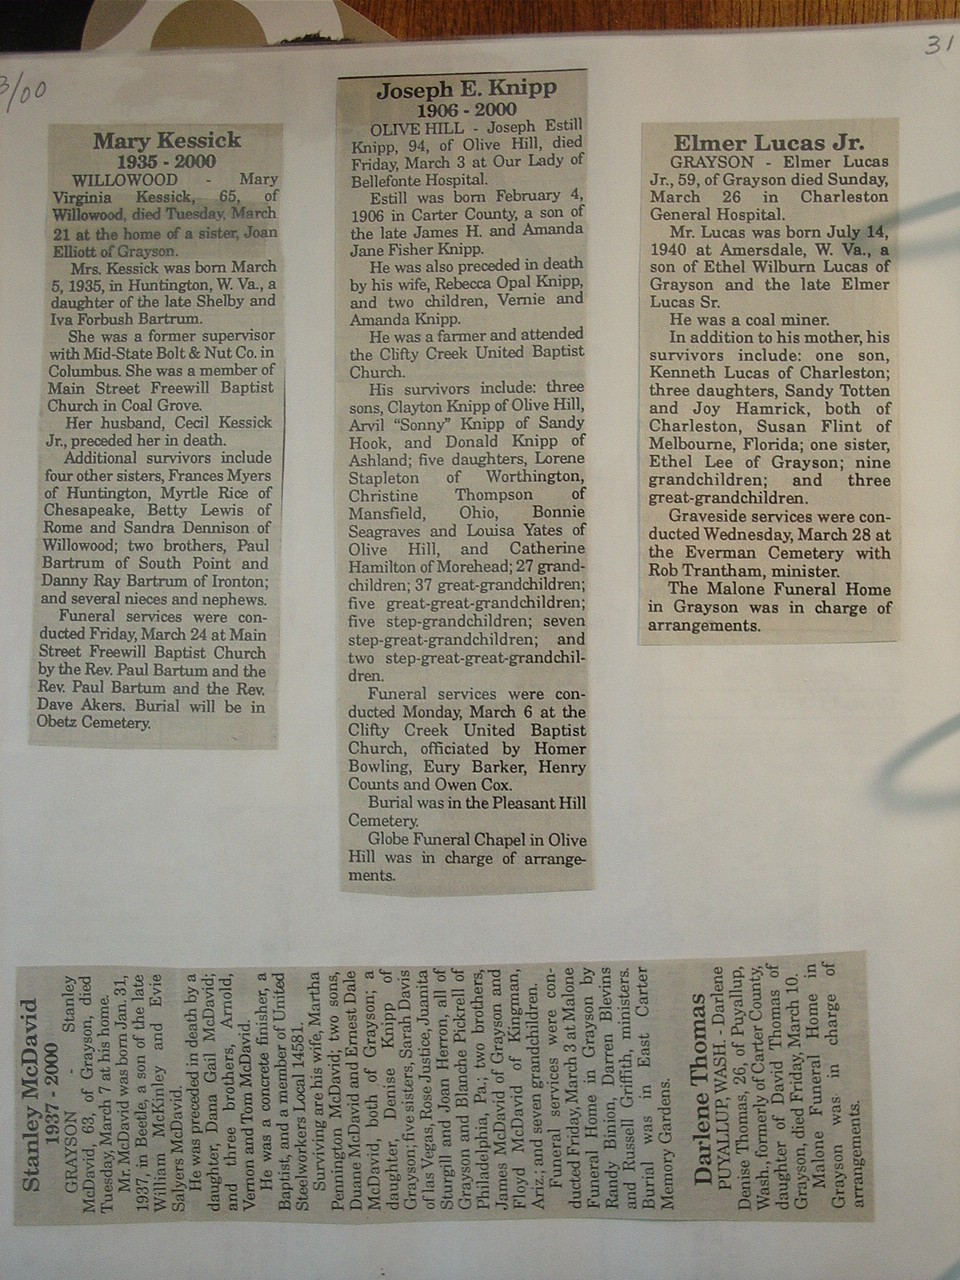 3/00
31
Mary Kessick
1935 - 2000
WILLOWOOD - Mary
Virginia Kessick, 65, of
Willowood, died Tuesday, March
21 at the home of a sister, Joan
Elliott of Grayson.
Mrs. Kessick was born March
5, 1935, in Huntington, W. Va., a
daughter of the late Shelby and
Iva Forbush Bartrum.
She was a former supervisor
with Mid-State Bolt & Nut Co. in
Columbus. She was a member of
Main Street Freewill Baptist
Church in Coal Grove.
Her husband, Cecil Kessick
Jr., preceded her in death.
Additional survivors include
four other sisters, Frances Myers
of Huntington, Myrtle Rice of
Chesapeake, Betty Lewis of
Rome and Sandra Dennison of
Willowood; two brothers, Paul
Bartrum of South Point and
Danny Ray Bartrum of Ironton;
and several nieces and nephews.
Funeral services were con-
ducted Friday, March 24 at Main
Street Freewill Baptist Church
by the Rev. Paul Bartum and the
Rev. Paul Bartum and the Rev.
Dave Akers. Burial will be in
Obetz Cemetery.
Joseph E. Knipp
1906 - 2000
OLIVE HILL - Joseph Estill
Knipp, 94, of Olive Hill, died
Friday, March 3 at Our Lady of
Bellefonte Hospital.
Estill was born February 4,
1906 in Carter County, a son of
the late James H. and Amanda
Jane Fisher Knipp.
He was also preceded in death
by his wife, Rebecca Opal Knipp,
and two children, Vernie and
Amanda Knipp.
He was a farmer and attended
the Clifty Creek United Baptist
Church.
His survivors include: three
sons, Clayton Knipp of Olive Hill,
Arvil "Sonny" Knipp of Sandy
Hook, and Donald Knipp of
Ashland; five daughters, Lorene
Stapleton of Worthington,
Christine Thompson of
Mansfield, Ohio, Bonnie
Seagraves and Louisa Yates of
Olive Hill, and Catherine
Hamilton of Morehead; 27 grand-
children; 37 great-grandchildren;
five great-great-grandchildren;
five step-grandchildren; seven
step-great-grandchildren; and
two step-great-great-grandchil-
dren.
Funeral services were con-
ducted Monday, March 6 at the
Clifty Creek United Baptist
Church, officiated by Homer
Bowling, Eury Barker, Henry
Counts and Owen Cox.
Burial was in the Pleasant Hill
Cemetery.
Globe Funeral Chapel in Olive
Hill was in charge of arrange-
ments.
Elmer Lucas Jr.
GRAYSON - Elmer Lucas
Jr., 59, of Grayson died Sunday,
March 26 in Charleston
General Hospital.
Mr. Lucas was born July 14,
1940 at Amersdale, W. Va., a
son of Ethel Wilburn Lucas of
Grayson and the late Elmer
Lucas Sr.
He was a coal miner.
In addition to his mother, his
survivors include: one son,
Kenneth Lucas of Charleston;
three daughters, Sandy Totten
and Joy Hamrick, both of
Charleston, Susan Flint of
Melbourne, Florida; one sister,
Ethel Lee of Grayson; nine
grandchildren; and three
great-grandchildren.
Graveside services were con-
ducted Wednesday, March 28 at
the Everman Cemetery with
Rob Trantham, minister.
The Malone Funeral Home
in Grayson was in charge of
arrangements.
Stanley McDavid
1937 - 2000
GRAYSON - Stanley
McDavid, 63, of Grayson, died
Tuesday, March 7 at his home.
Mr. McDavid was born Jan. 31,
1937, in Beetle, a son of the late
William McKinley and Evie
Salyers McDavid.
He was preceded in death by a
daughter, Dana Gail McDavid;
and three brothers, Arnold,
Vernon and Tom McDavid.
He was a concrete finisher, a
Baptist, and a member of United
Steelworkers Local 14581.
Surviving are his wife, Martha
Pennington McDavid; two sons,
Duane McDavid and Ernest Dale
McDavid, both of Grayson; a
daughter, Denise Knipp of
Grayson; five sisters, Sarah Davis
of las Vegas, Rose Justice, Juanita
Sturgill and Joan Herron, all of
Grayson and Blanche Pickrell of
Philadelphia, Pa.; two brothers,
James McDavid of Grayson and
Floyd McDavid of Kingman,
Ariz.; and seven grandchildren.
Funeral services were con-
ducted Friday, March 3 at Malone
Funeral Home in Grayson by
Randy Binion, Darren Blevins
and Russell Griffith, ministers.
Burial was in East Carter
Memory Gardens.
Darlene Thomas
PUYALLUP, WASH. - Darlene
Denise Thomas, 26, of Puyallup,
Wash., formerly of Carter County,
daughter of David Thomas of
Grayson, died Friday, March 10.
Malone Funeral Home in
Grayson was in charge of
arrangements.